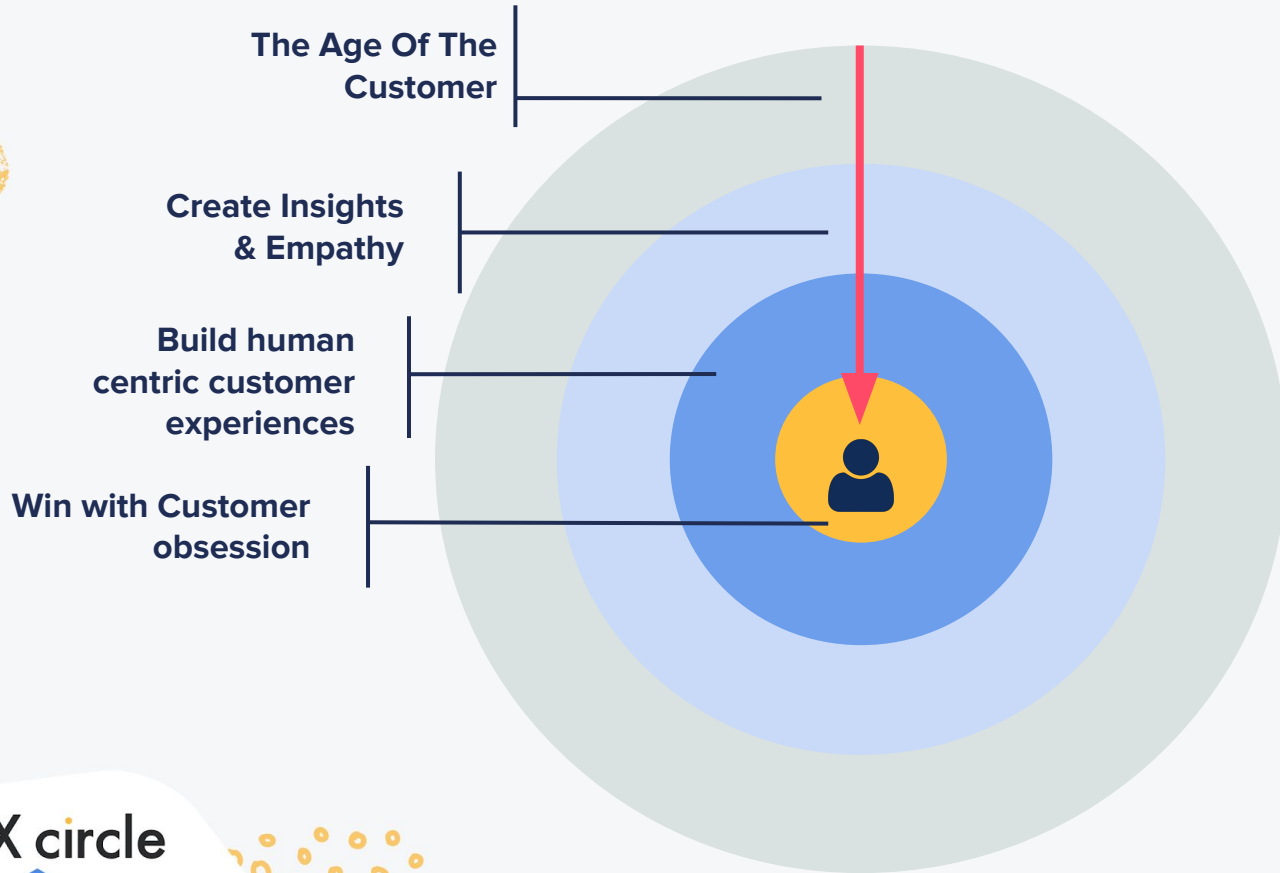 The Age Of The
Customer
Create Insights
& Empathy
Build human
centric customer
experiences
Win with Customer
obsession
X circle